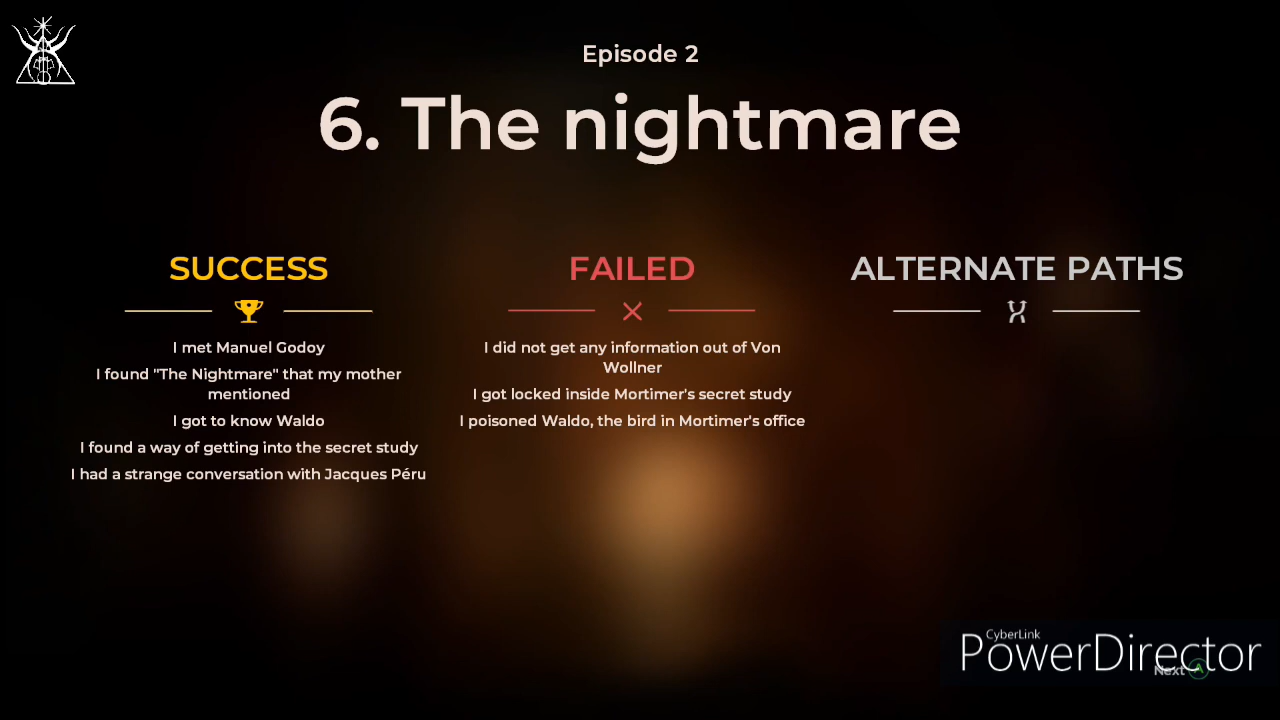 Episode 2
6. The nightmare
SUCCESS
I met Manuel Godoy
I found "The Nightmare" that my mother
mentioned
I got to know Waldo
I found a way of getting into the secret study
I had a strange conversation with Jacques Péru
FAILED
I did not get any information out of Von
Wollner
I got locked inside Mortimer's secret study
I poisoned Waldo, the bird in Mortimer's office
ALTERNATE PATHS
CyberLink
PowerDirector
Next A